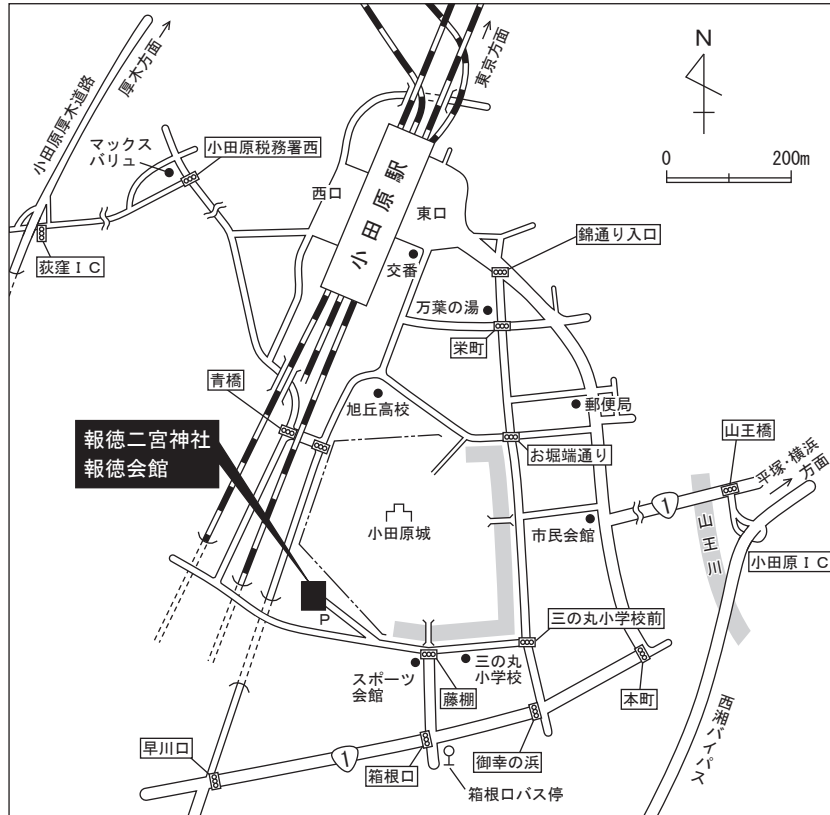 小田原厚木道路
厚木方面
東京方面
N
0
200m
マックス
バリュ
小田原税務署西
荻窪IC
西口
小田原駅
東口
交番
錦通り入口
万葉の湯
栄町
青橋
旭丘高校
郵便局
報徳二宮神社
報徳会館
お堀端通り
山王橋
平塚・横浜
方面
1
小田原城
市民会館
山王川
小田原IC
P
三の丸小学校前
スポーツ
会館
藤棚
三の丸
小学校
本町
西湘バイパス
早川口
1
箱根口
御幸の浜
箱根口バス停